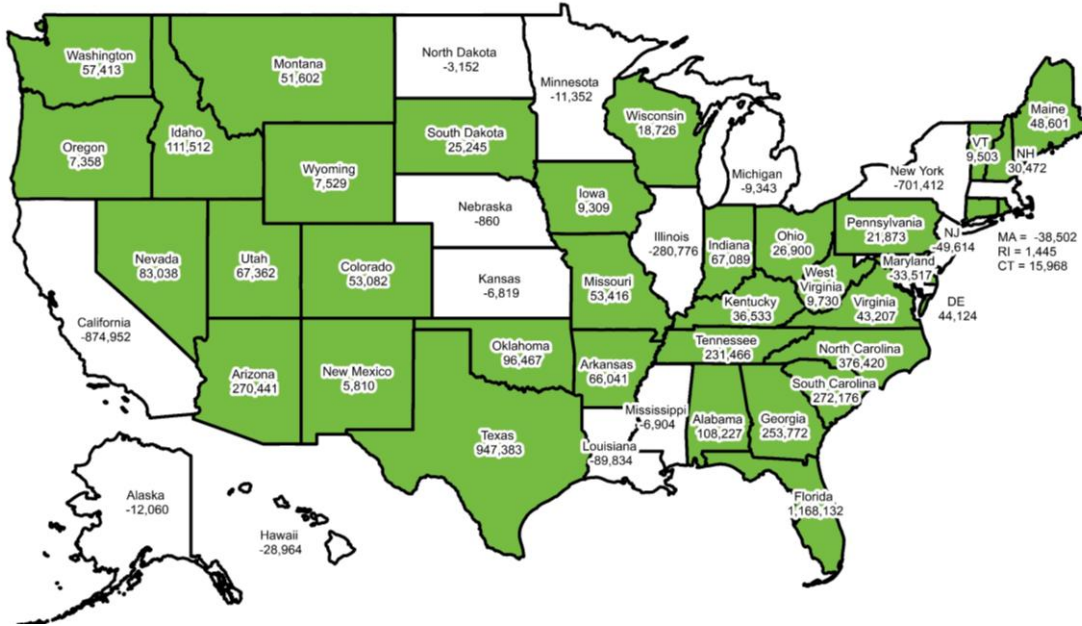 Washington
57,413
Montana
51,602
North Dakota
-3,152
Minnesota
-11,352
Maine
48,601
Oregon
7,358
Idaho
111,512
Wyoming
7,529
South Dakota
25,245
Wisconsin
18,726
Michigan
-9,343
New York
-701,412
VT
9,503
NH
30,472
MA = -38,502
RI = 1,445
CT = 15,968
Nevada
83,038
Utah
67,362
Colorado
53,082
Nebraska
-860
Kansas
-6,819
Iowa
9,309
Missouri
53,416
Illinois
-280,776
Indiana
67,089
Ohio
26,900
Pennsylvania
21,873
NJ
-49,614
Maryland
-33,517
DE
44,124
West
Virginia
9,730
Virginia
43,207
Kentucky
36,533
California
-874,952
Arizona
270,441
New Mexico
5,810
Oklahoma
96,467
Arkansas
66,041
Tennessee
231,466
North Carolina
376,420
South Carolina
272,176
Texas
947,383
Louisiana
-89,834
Mississippi
-6,904
Alabama
108,227
Georgia
253,772
Florida
1,168,132
Alaska
-12,060
Hawaii
-28,964